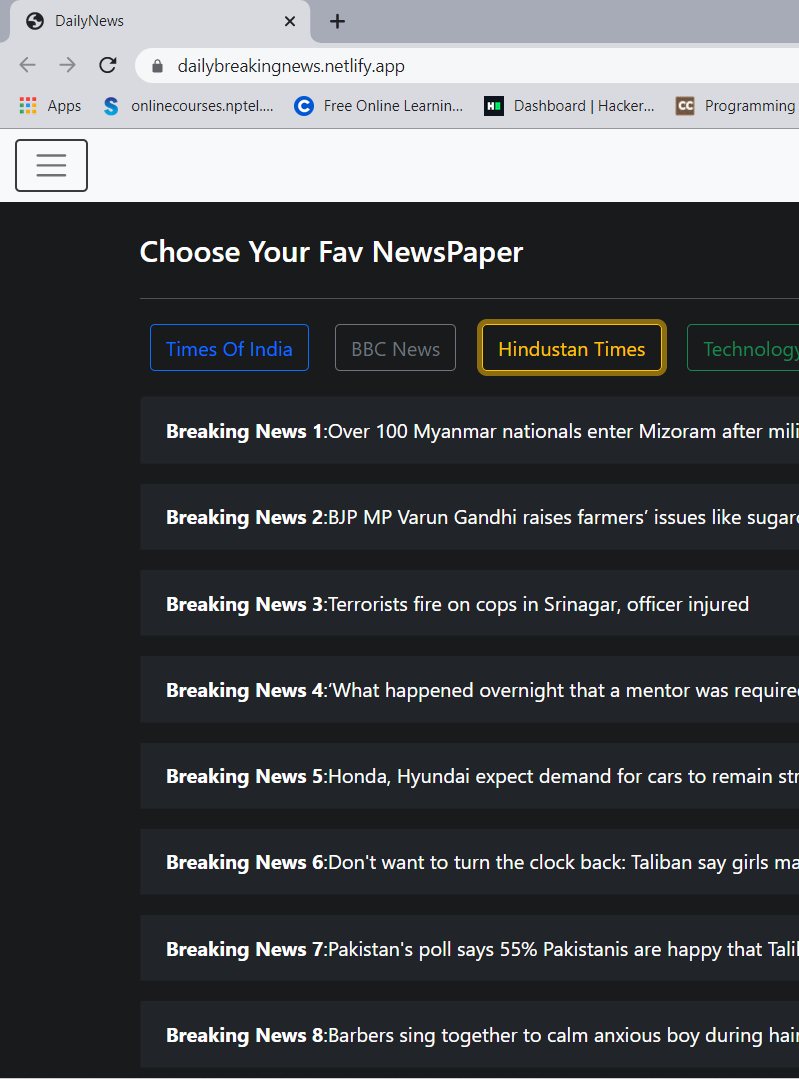 DailyNews
dailybreakingnews.netlify.app
Apps onlinecourses.nptel.... Free Online Learnin... Dashboard | Hacker... CC Programming
Choose Your Fav NewsPaper
Times Of India BBC News Hindustan Times Technology
Breaking News 1:Over 100 Myanmar nationals enter Mizoram after mili
Breaking News 2:BJP MP Varun Gandhi raises farmers’ issues like sugarc
Breaking News 3:Terrorists fire on cops in Srinagar, officer injured
Breaking News 4:‘What happened overnight that a mentor was require
Breaking News 5:Honda, Hyundai expect demand for cars to remain str
Breaking News 6:Don't want to turn the clock back: Taliban say girls ma
Breaking News 7:Pakistan's poll says 55% Pakistanis are happy that Tali
Breaking News 8:Barbers sing together to calm anxious boy during hair